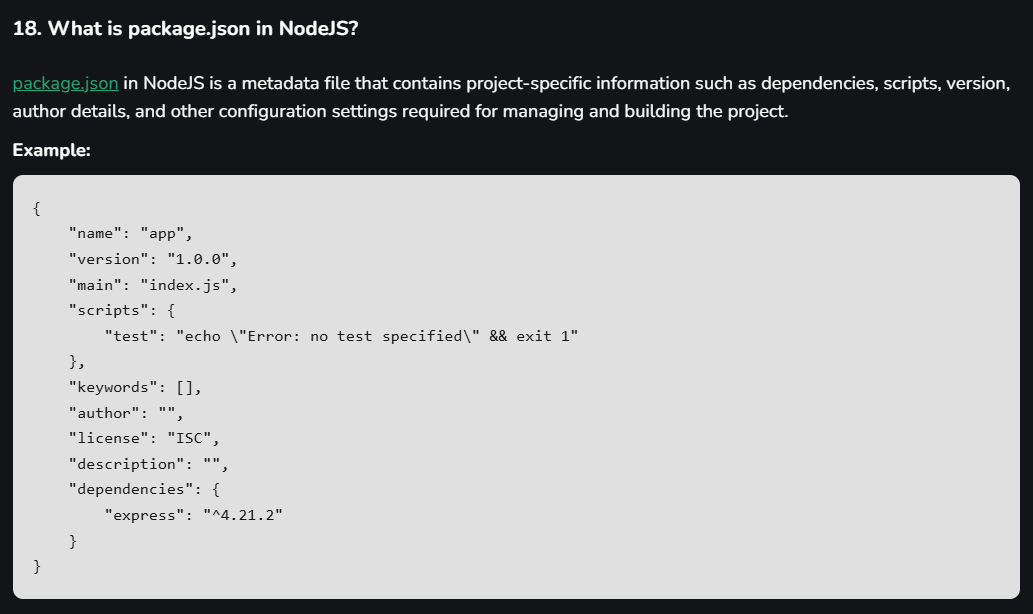 18. What is package.json in NodeJS?
package.json in NodeJS is a metadata file that contains project-specific information such as dependencies, scripts, version,
author details, and other configuration settings required for managing and building the project.
Example:
{
    "name": "app",
    "version": "1.0.0",
    "main": "index.js",
    "scripts": {
        "test": "echo \"Error: no test specified\" && exit 1"
    },
    "keywords": [],
    "author": "",
    "license": "ISC",
    "description": "",
    "dependencies": {
        "express": "^4.21.2"
    }
}